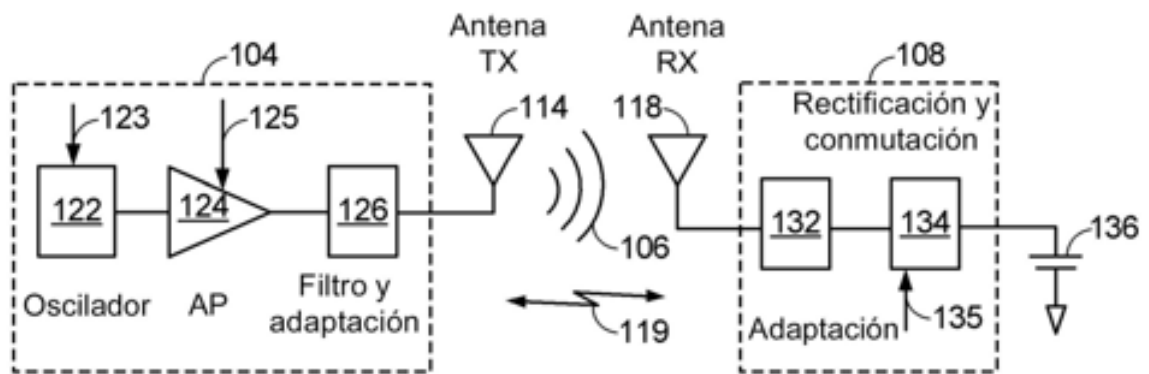 Antena
TX
Antena
RX
104
108
123
125
114
118
Rectificación y
conmutación
122
124
126
132
134
136
106
Oscilador
AP
Filtro y
adaptación
119
Adaptación
135